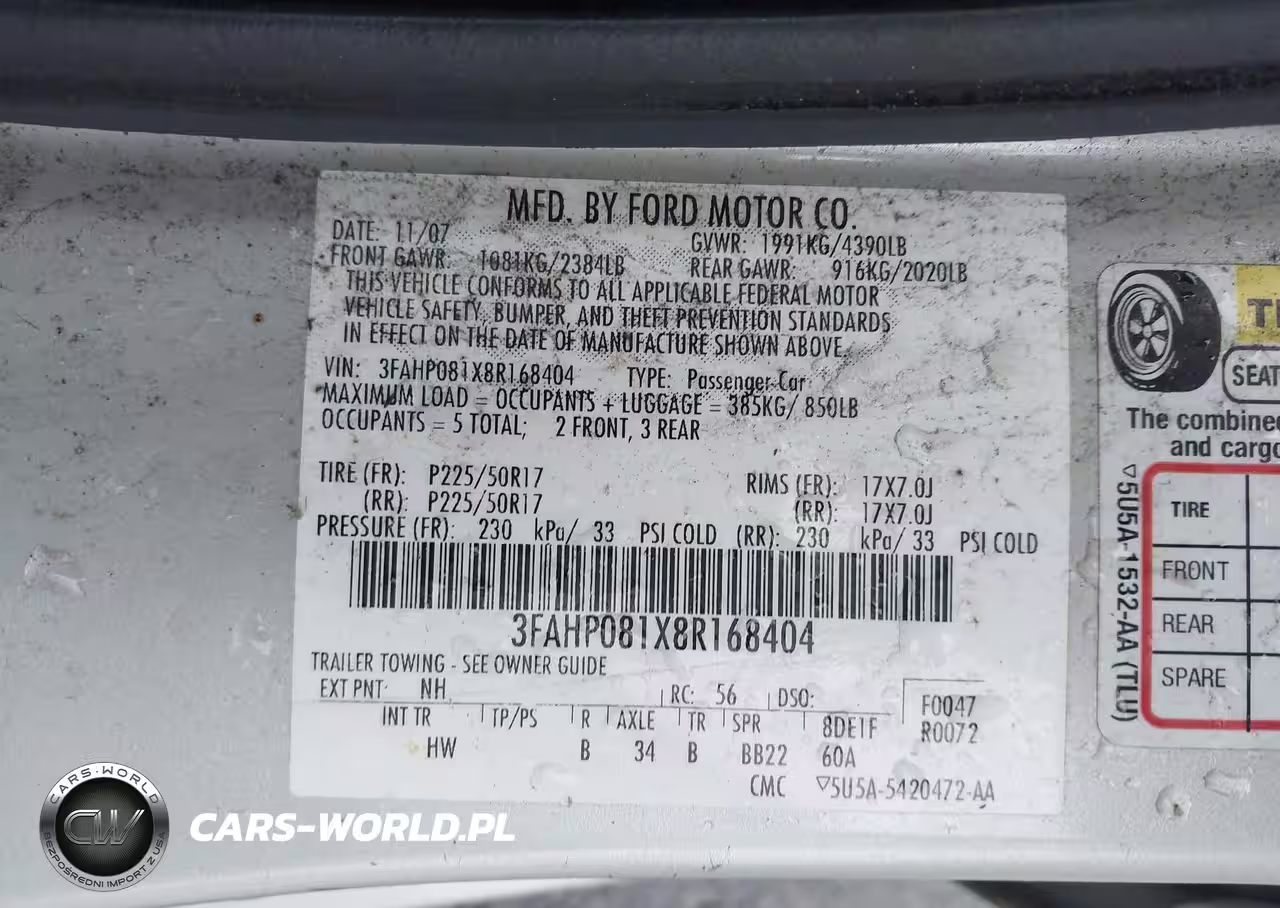 MFD. BY FORD MOTOR CO.
DATE: 11/07
GVWR: 1991KG/4390LB
FRONT GAWR: 1081KG/2384LB
REAR GAWR: 916KG/2020LB
THIS VEHICLE CONFORMS TO ALL APPLICABLE FEDERAL MOTOR
VEHICLE SAFETY, BUMPER, AND THEFT PREVENTION STANDARDS
IN EFFECT ON THE DATE OF MANUFACTURE SHOWN ABOVE.
VIN: 3FAHP081X8R168404 TYPE: Passenger Car
MAXIMUM LOAD = OCCUPANTS + LUGGAGE = 385KG/ 850LB
OCCUPANTS = 5 TOTAL; 2 FRONT, 3 REAR
TIRE (FR): P225/50R17 RIMS (FR): 17X7.0J
(RR): P225/50R17 (RR): 17X7.0J
PRESSURE (FR): 230 kPa/ 33 PSI COLD (RR): 230 kPa/ 33 PSI COLD
3FAHP081X8R168404
TRAILER TOWING - SEE OWNER GUIDE
EXT PNT: NH RC: 56 DSO: F0047
INT TR TP/PS R AXLE TR SPR 8DE1F R0072
HW B 34 B BB22 60A
CMC ▽5U5A-5420472-AA
SEAT
The combined
and cargo
TIRE
FRONT
REAR
SPARE
▽5U5A-1532-AA (TLU)
CARS-WORLD
CW
BEZPOŚREDNI IMPORT Z USA
CARS-WORLD.PL